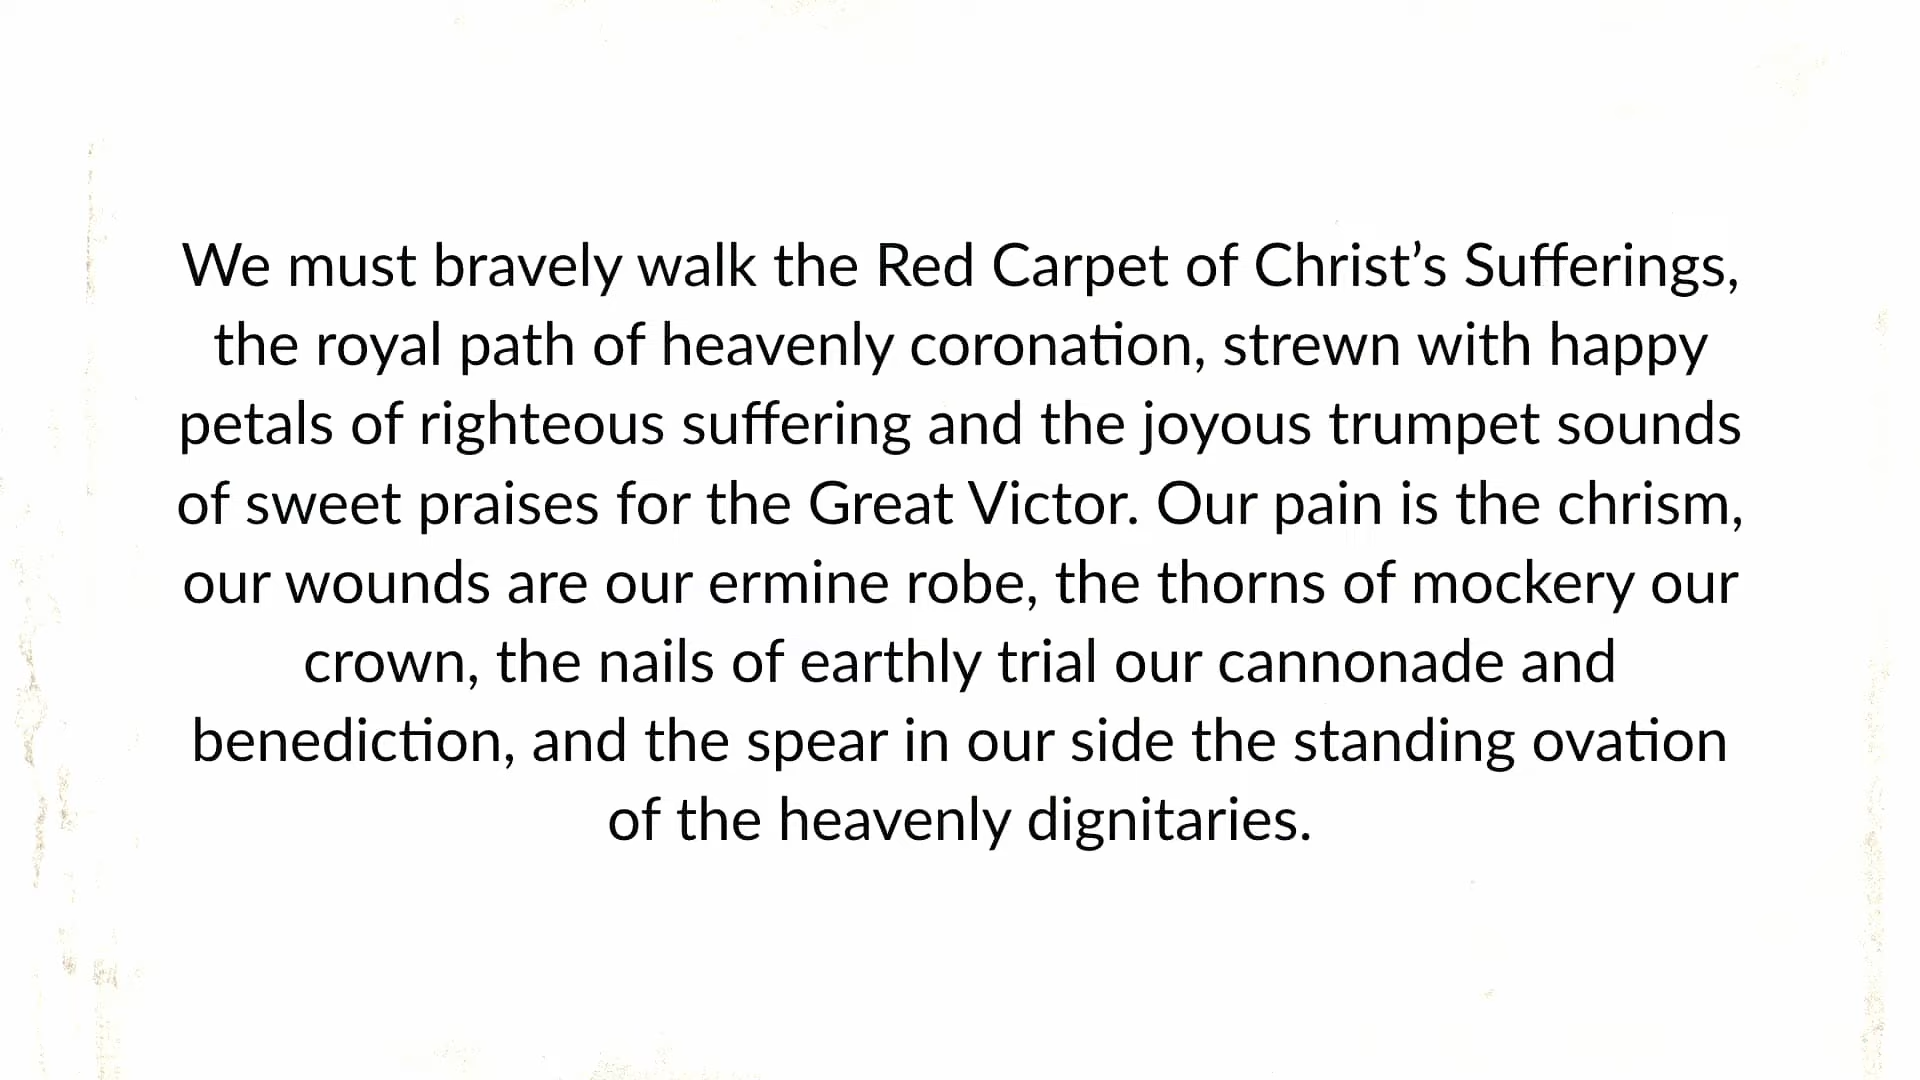 We must bravely walk the Red Carpet of Christ’s Sufferings,
the royal path of heavenly coronation, strewn with happy
petals of righteous suffering and the joyous trumpet sounds
of sweet praises for the Great Victor. Our pain is the chrism,
our wounds are our ermine robe, the thorns of mockery our
crown, the nails of earthly trial our cannonade and
benediction, and the spear in our side the standing ovation
of the heavenly dignitaries.